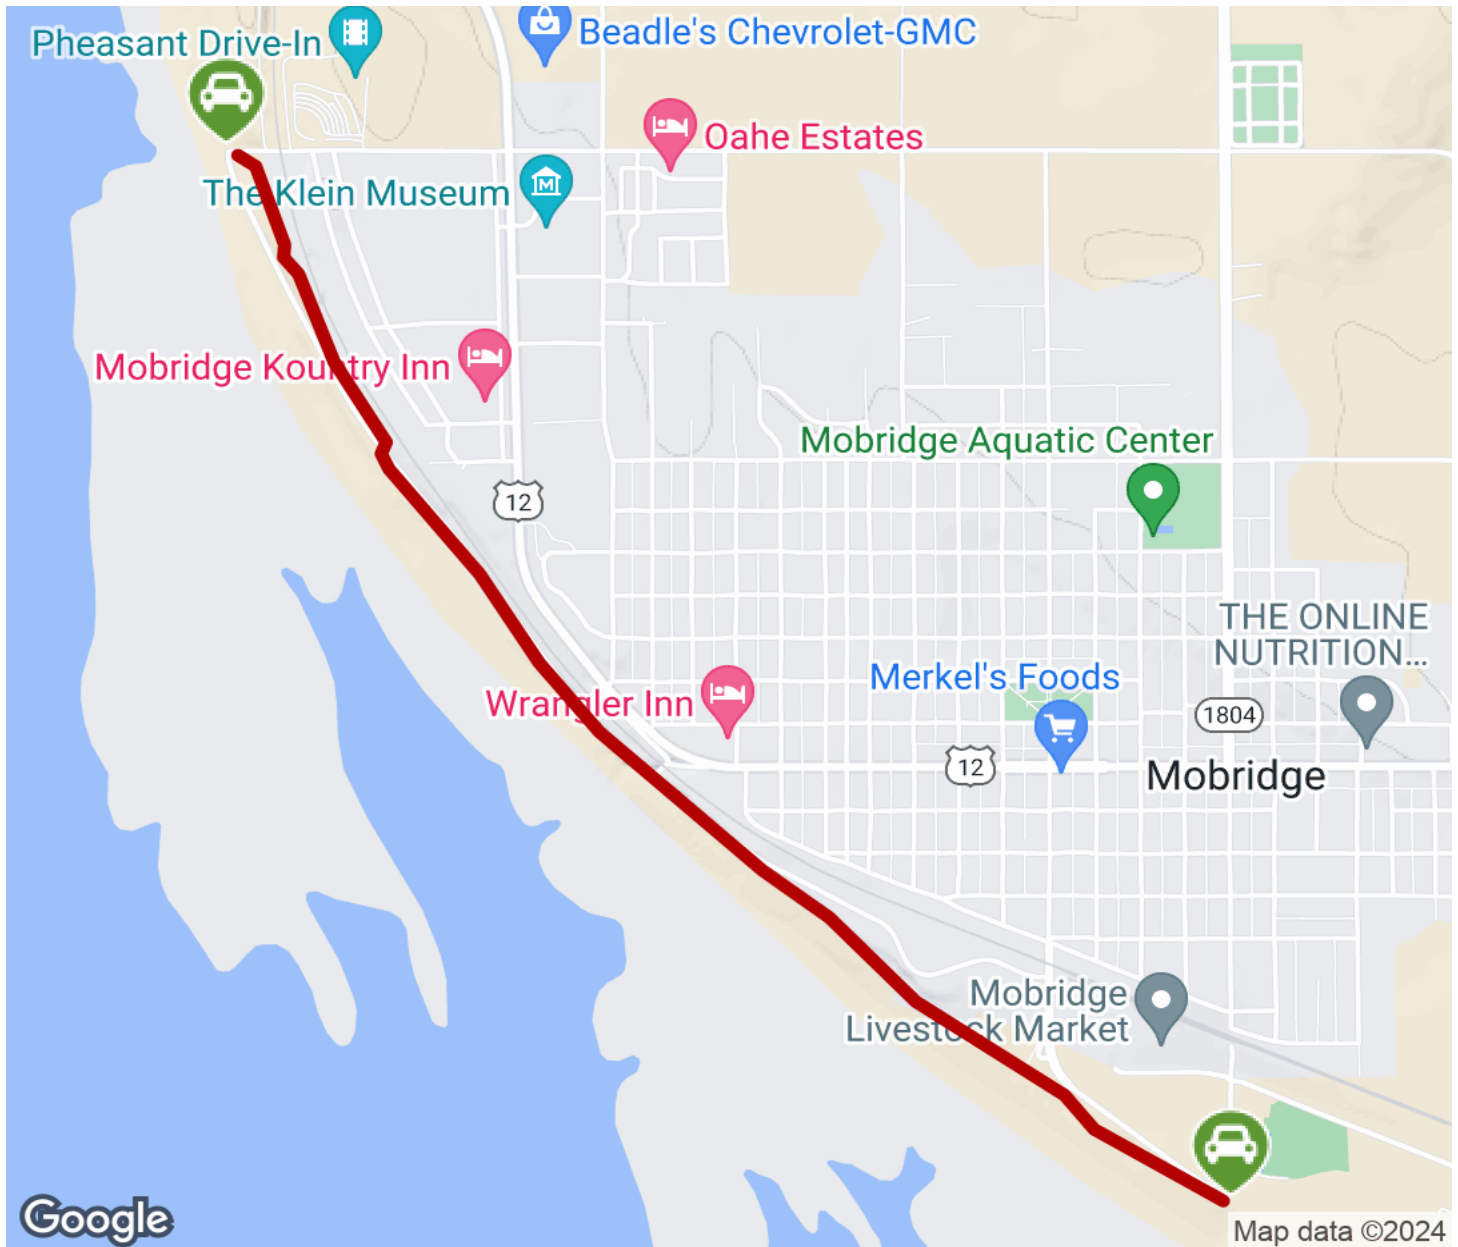 Pheasant Drive-In
Beadle's Chevrolet-GMC
Oahe Estates
The Klein Museum
M
Mobridge Kountry Inn
Mobridge Aquatic Center
12
THE ONLINE
NUTRITION...
Merkel's Foods
Wrangler Inn
1804
12
Mobridge
Mobridge
Livestock Market
Google
Map data ©2024